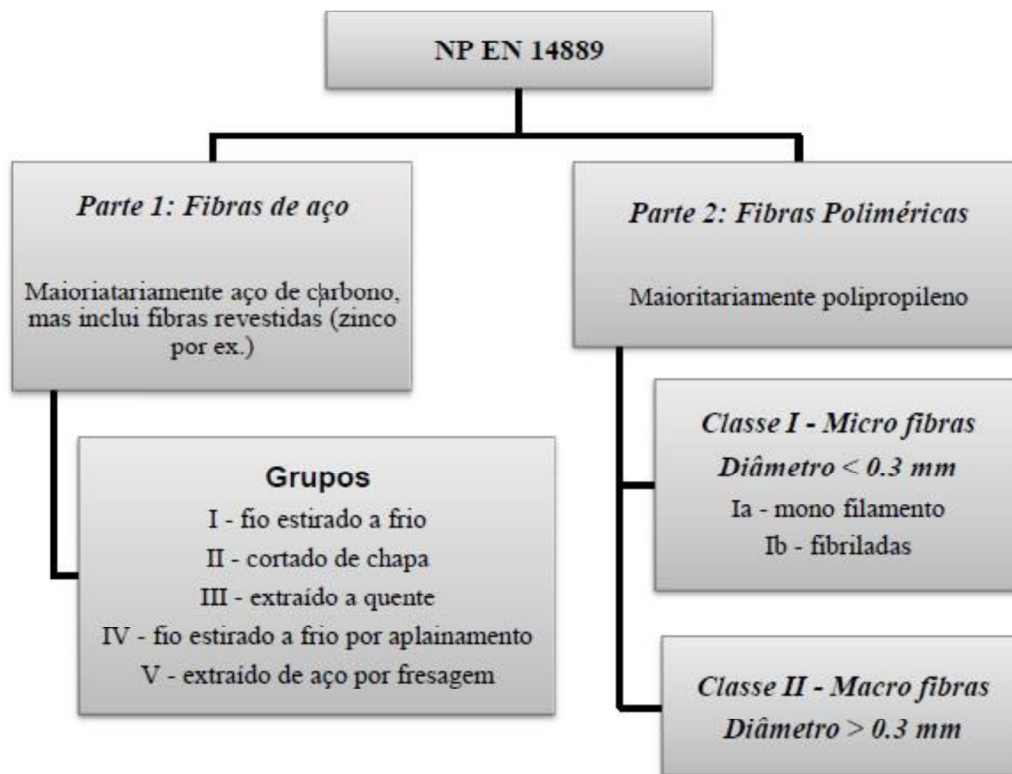 NP EN 14889
Parte 1: Fibras de aço
Maioriatariamente aço de carbono,
mas inclui fibras revestidas (zinco
por ex.)
Grupos
I - fio estirado a frio
II - cortado de chapa
III - extraído a quente
IV - fio estirado a frio por aplainamento
V - extraído de aço por fresagem
Parte 2: Fibras Poliméricas
Maioritariamente polipropileno
Classe I - Micro fibras
Diâmetro < 0.3 mm
Ia - mono filamento
Ib - fibriladas
Classe II - Macro fibras
Diâmetro > 0.3 mm